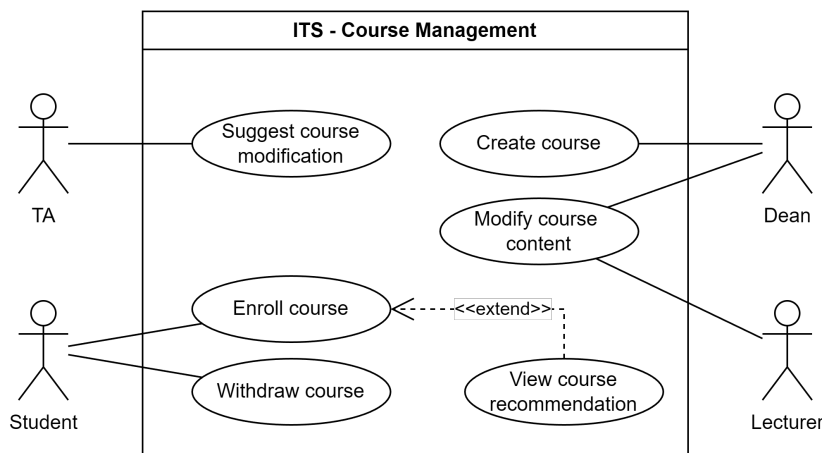 ITS - Course Management
Suggest course
modification
Create course
TA
Dean
Modify course
content
Enroll course
<<extend>>
Withdraw course
View course
recommendation
Student
Lecturer